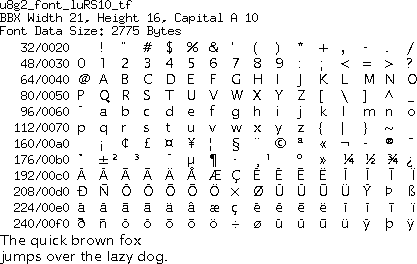 u8g2_font_luRS10_tf
BBX Width 21, Height 16, Capital A 10
Font Data Size: 2775 Bytes
32/0020 ! " # $ % & ' ( ) * + , - . /
48/0030 0 1 2 3 4 5 6 7 8 9 : ; < = > ?
64/0040 @ A B C D E F G H I J K L M N O
80/0050 P Q R S T U V W X Y Z [ \ ] ^ _
96/0060 ` a b c d e f g h i j k l m n o
112/0070 p q r s t u v w x y z { | } ~
160/00a0 ¡ ¢ £ ¤ ¥ ¦ § ¨ © ª « ¬ - ® ¯
176/00b0 ° ± ² ³ ´ µ ¶ · ¸ ¹ º » ¼ ½ ¾ ¿
192/00c0 À Á Â Ã Ä Å Æ Ç È É Ê Ë Ì Í Î Ï
208/00d0 Ð Ñ Ò Ó Ô Õ Ö × Ø Ù Ú Û Ü Ý Þ ß
224/00e0 à á â ã ä å æ ç è é ê ë ì í î ï
240/00f0 ð ñ ò ó ô õ ö ÷ ø ù ú û ü ý þ ÿ
The quick brown fox
jumps over the lazy dog.